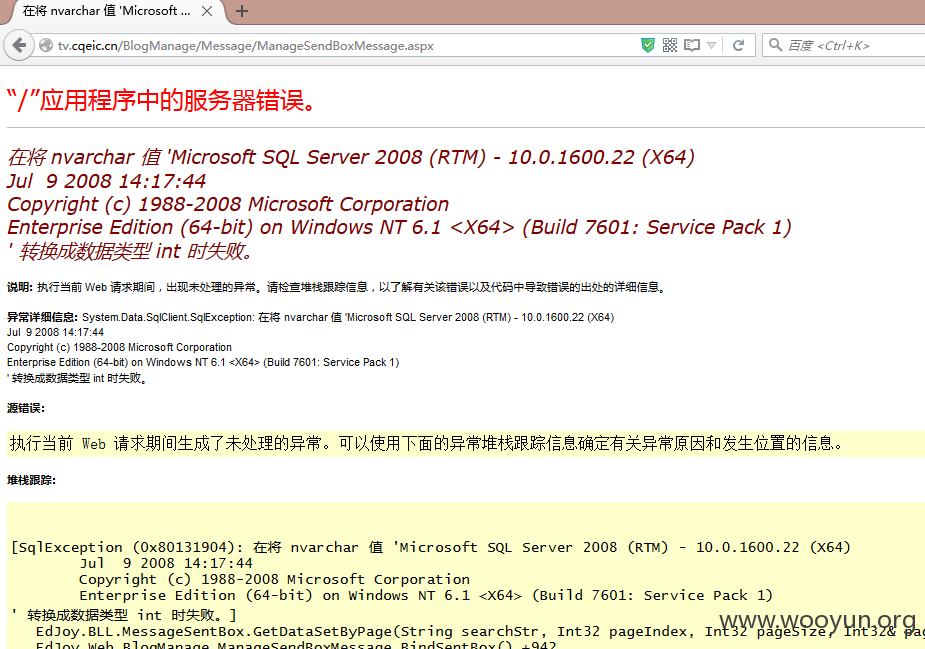 在将 nvarchar 值 'Microsoft ...
tv.cqeic.cn/BlogManage/Message/ManageSendBoxMessage.aspx
百度 <Ctrl+K>
“/”应用程序中的服务器错误。
在将 nvarchar 值 'Microsoft SQL Server 2008 (RTM) - 10.0.1600.22 (X64)
Jul 9 2008 14:17:44
Copyright (c) 1988-2008 Microsoft Corporation
Enterprise Edition (64-bit) on Windows NT 6.1 <X64> (Build 7601: Service Pack 1)
' 转换成数据类型 int 时失败。
说明: 执行当前 Web 请求期间，出现未处理的异常。请检查堆栈跟踪信息，以了解有关该错误以及代码中导致错误的出处的详细信息。
异常详细信息: System.Data.SqlClient.SqlException: 在将 nvarchar 值 'Microsoft SQL Server 2008 (RTM) - 10.0.1600.22 (X64)
Jul 9 2008 14:17:44
Copyright (c) 1988-2008 Microsoft Corporation
Enterprise Edition (64-bit) on Windows NT 6.1 <X64> (Build 7601: Service Pack 1)
' 转换成数据类型 int 时失败。
源错误:
执行当前 Web 请求期间生成了未处理的异常。可以使用下面的异常堆栈跟踪信息确定有关异常原因和发生位置的信息。
堆栈跟踪:
[SqlException (0x80131904): 在将 nvarchar 值 'Microsoft SQL Server 2008 (RTM) - 10.0.1600.22 (X64)
Jul 9 2008 14:17:44
Copyright (c) 1988-2008 Microsoft Corporation
Enterprise Edition (64-bit) on Windows NT 6.1 <X64> (Build 7601: Service Pack 1)
' 转换成数据类型 int 时失败。]
EdJoy.BLL.MessageSentBox.GetDataSetByPage(String searchStr, Int32 pageIndex, Int32 pageSize, Int32& pag
EdJoy.Web.BlogManage.ManageSendBoxMessage.BindSentBox() +942
www.wooyun.org